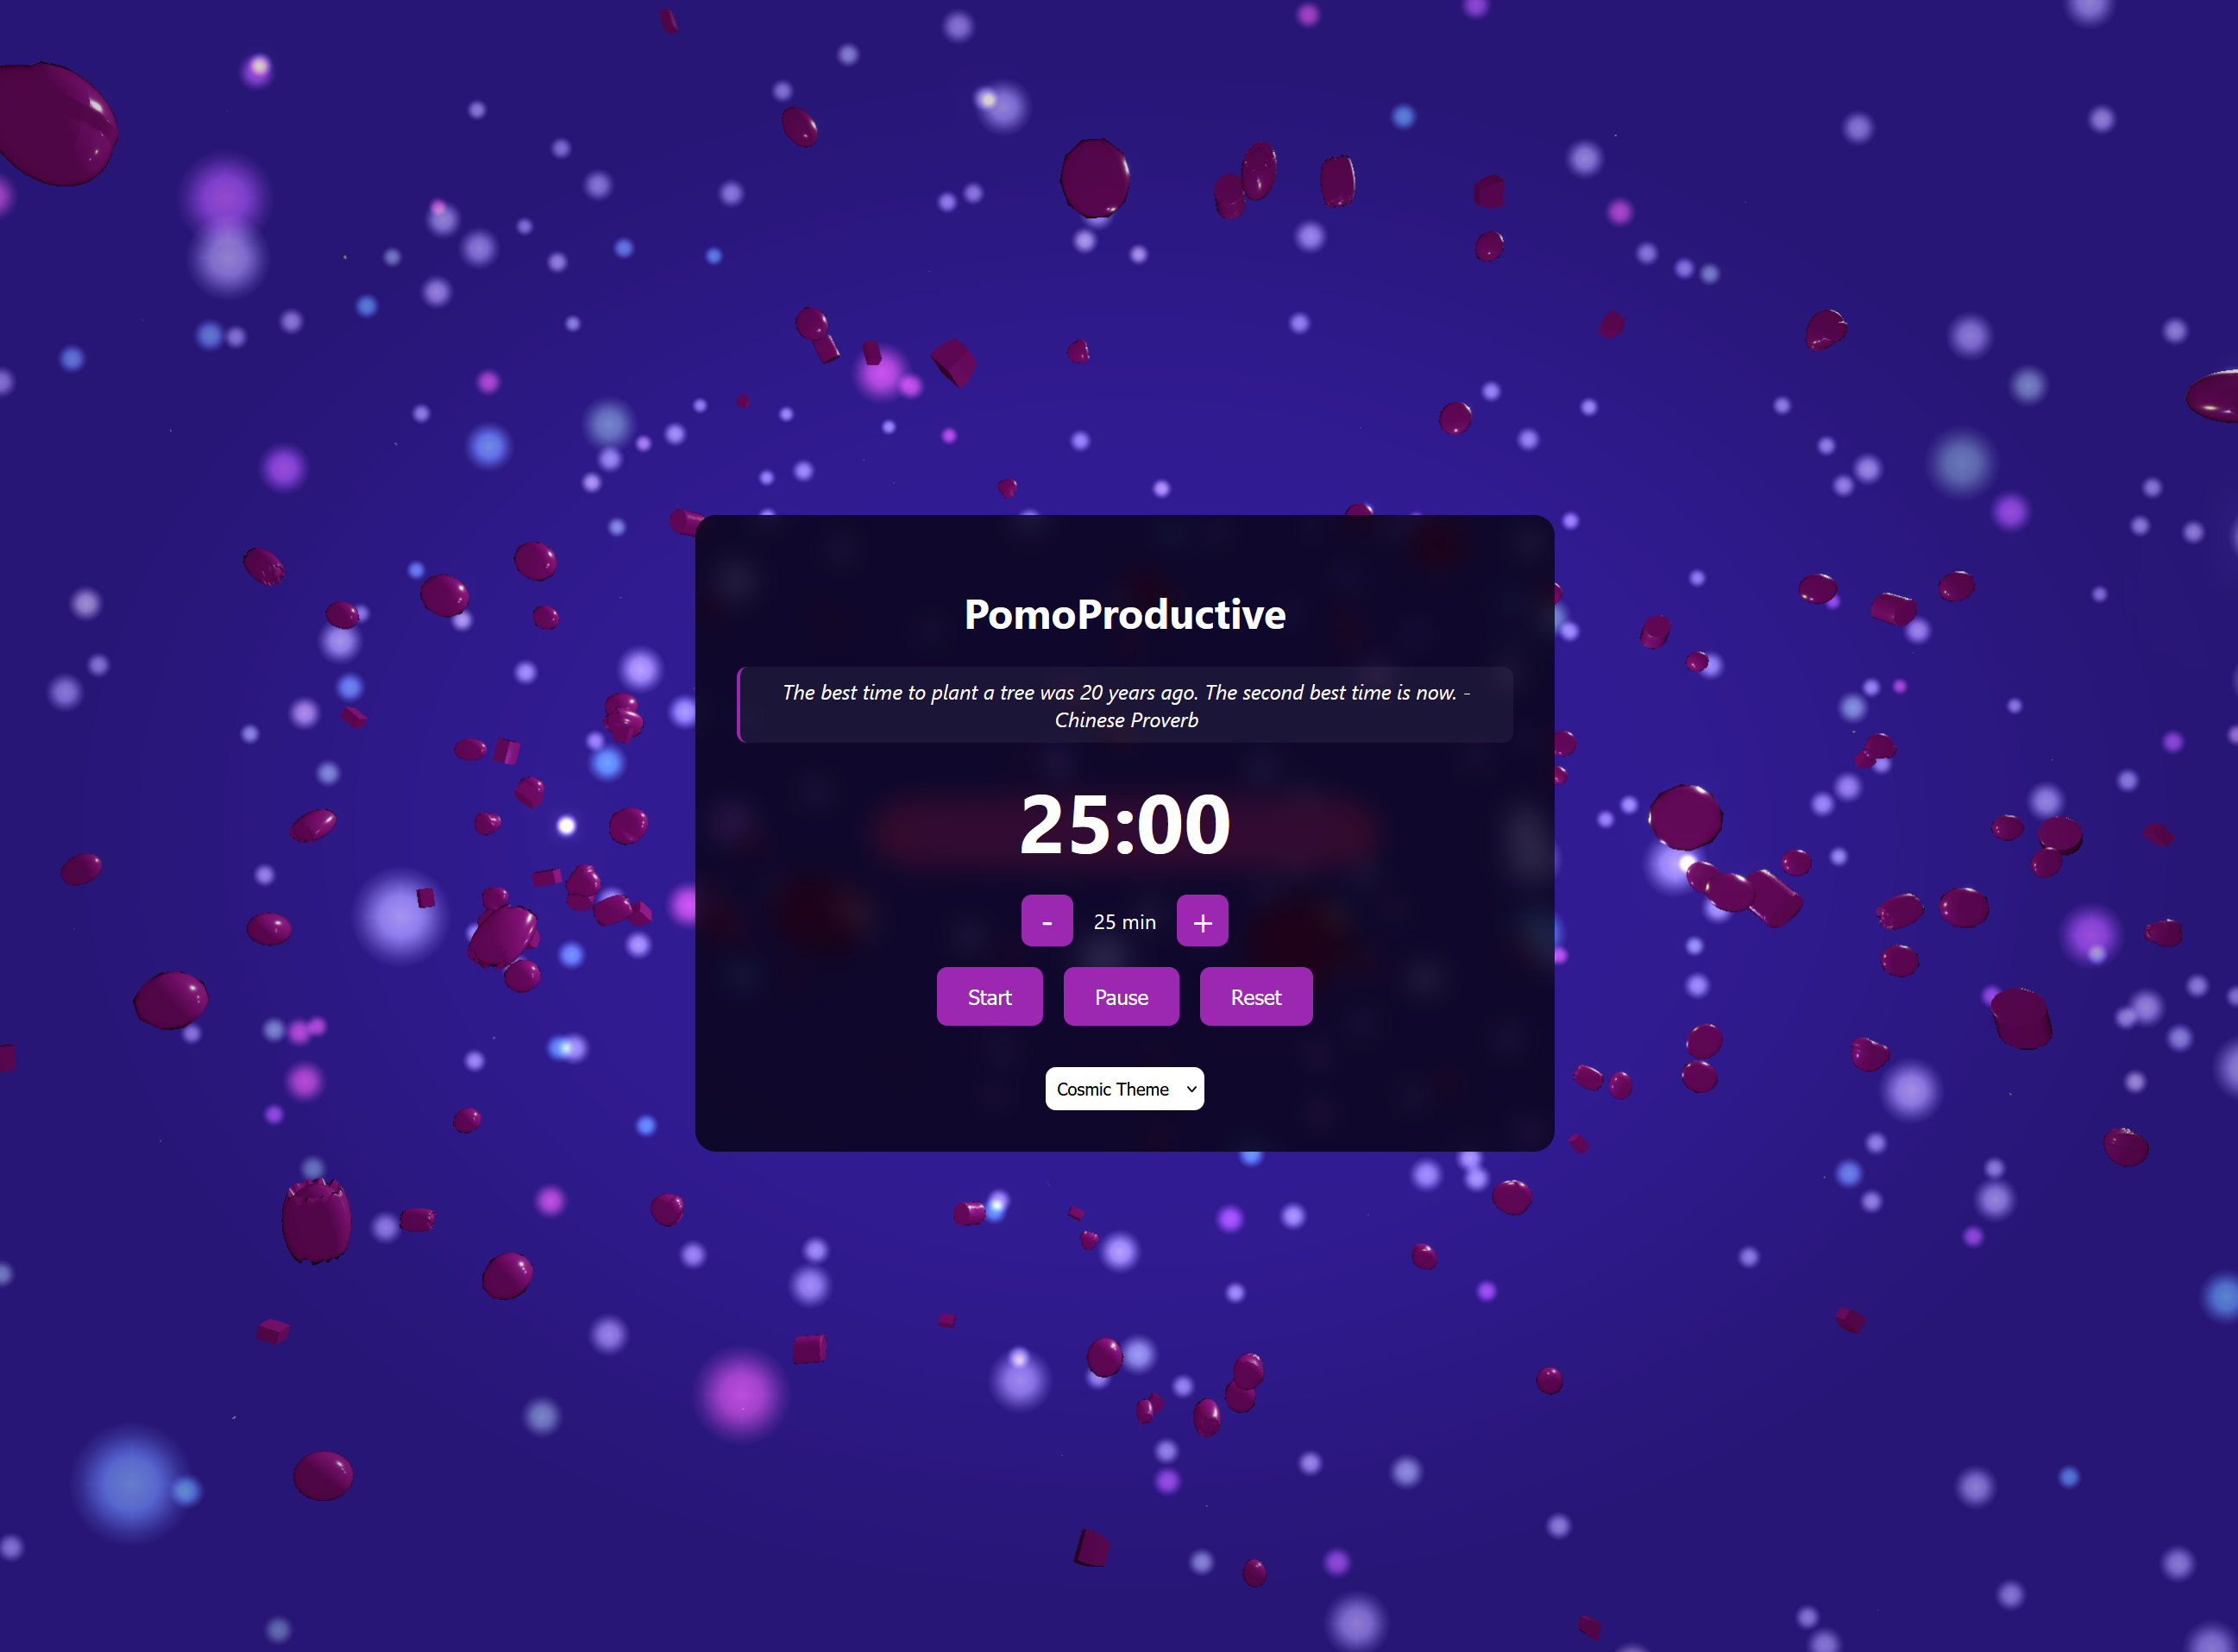 PomoProductive
The best time to plant a tree was 20 years ago. The second best time is now. -
Chinese Proverb
25:00
- 25 min +
Start Pause Reset
Cosmic Theme